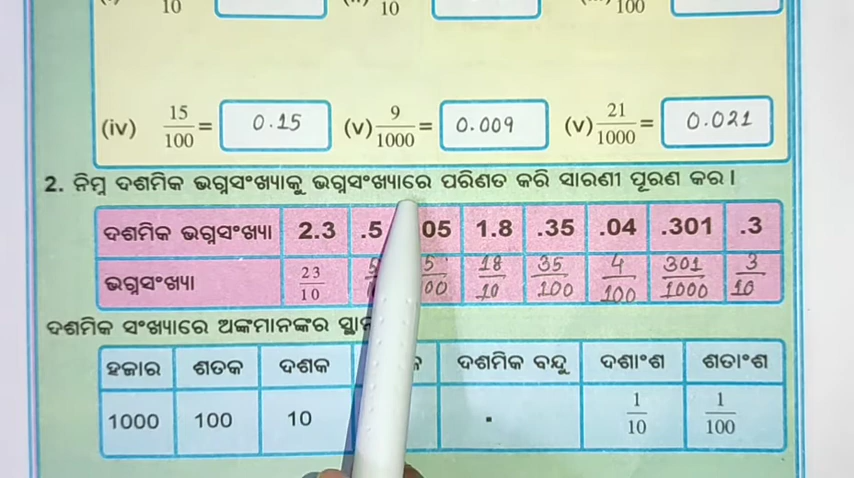 10 10 100
(iv) 15/100 = 0.15 (v) 9/1000 = 0.009 (v) 21/1000 = 0.021
2. ନିମ୍ନ ଦଶମିକ ଭଗ୍ନସଂଖ୍ୟାକୁ ଭଗ୍ନସଂଖ୍ୟାରେ ପରିଣତ କରି ସାରଣୀ ପୂରଣ କର।
ଦଶମିକ ଭଗ୍ନସଂଖ୍ୟା 2.3 .5 05 1.8 .35 .04 .301 .3
ଭଗ୍ନସଂଖ୍ୟା 23/10 5/100 18/10 35/100 4/100 301/1000 3/10
ଦଶମିକ ସଂଖ୍ୟାରେ ଅଙ୍କମାନଙ୍କର
ହଜାର ଶତକ ଦଶକ ଦଶମିକ ବନ୍ଦୁ ଦଶାଂଶ ଶତାଂଶ
1000 100 10 . 1/10 1/100